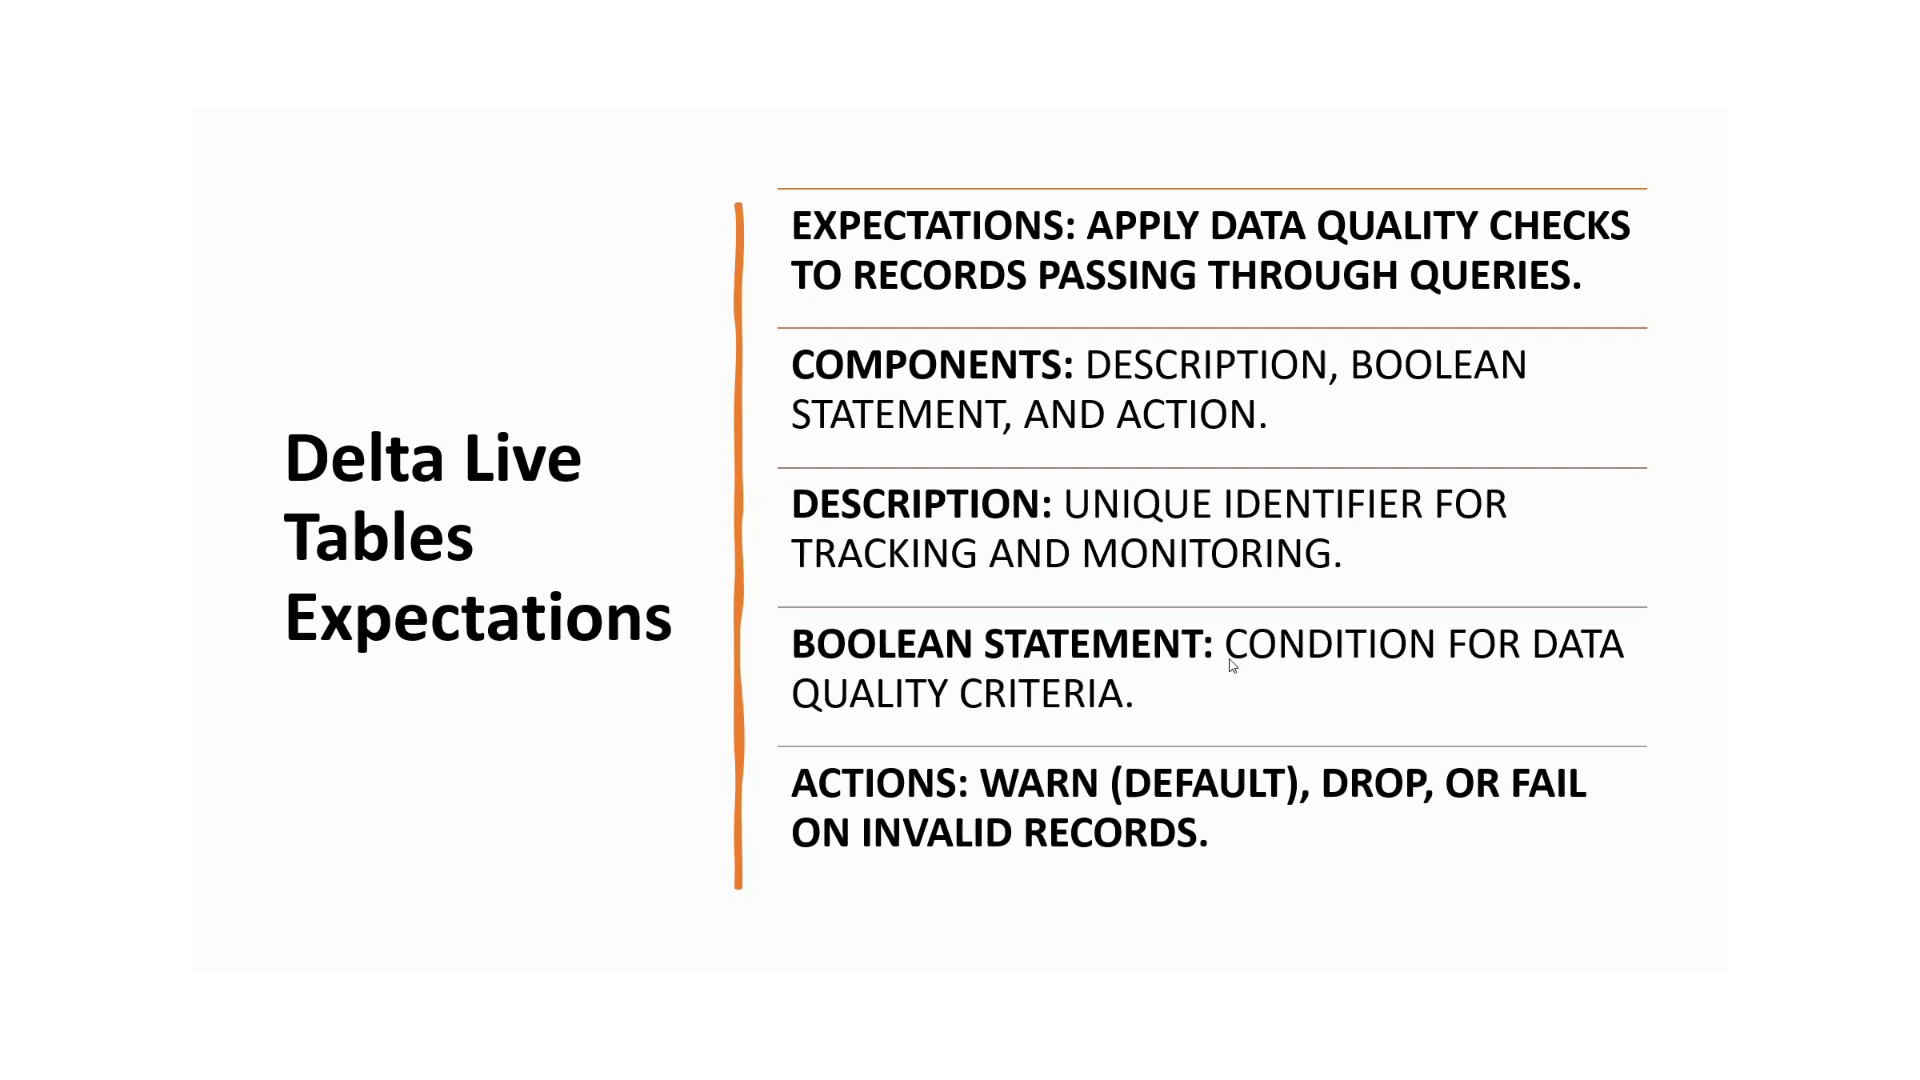 Delta Live
Tables
Expectations
EXPECTATIONS: APPLY DATA QUALITY CHECKS
TO RECORDS PASSING THROUGH QUERIES.
COMPONENTS: DESCRIPTION, BOOLEAN
STATEMENT, AND ACTION.
DESCRIPTION: UNIQUE IDENTIFIER FOR
TRACKING AND MONITORING.
BOOLEAN STATEMENT: CONDITION FOR DATA
QUALITY CRITERIA.
ACTIONS: WARN (DEFAULT), DROP, OR FAIL
ON INVALID RECORDS.